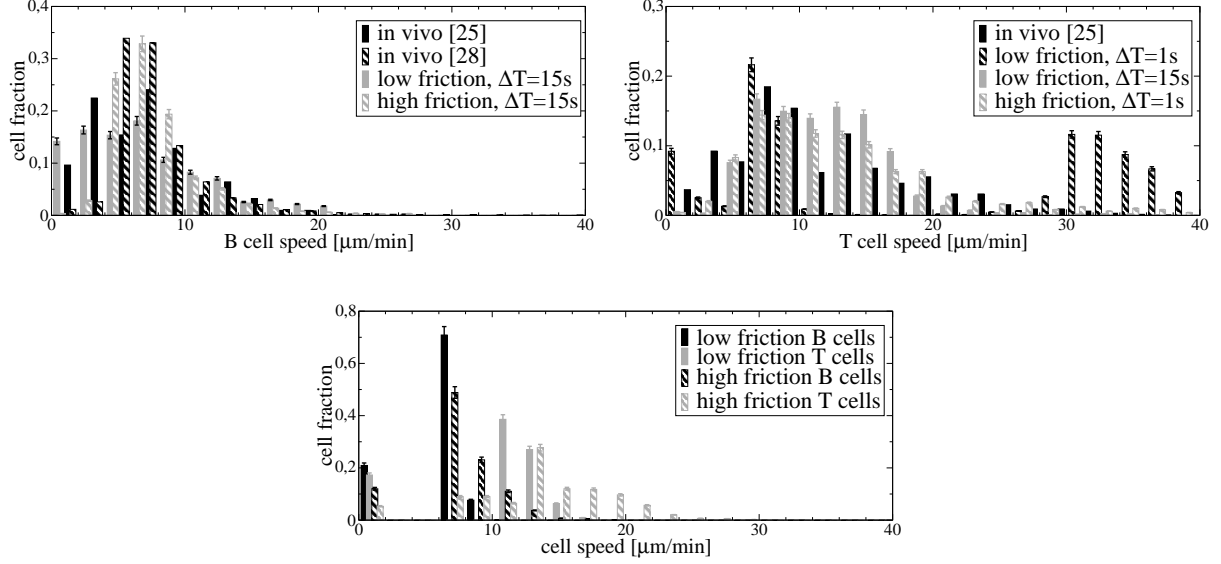 0,4
0,3
0,2
0,1
0
cell fraction
in vivo [25]
in vivo [28]
low friction, ΔT=15s
high friction, ΔT=15s
0 10 20 30 40
B cell speed [μm/min]
0,3
0,2
0,1
0
cell fraction
in vivo [25]
low friction, ΔT=1s
low friction, ΔT=15s
high friction, ΔT=1s
0 10 20 30 40
T cell speed [μm/min]
0,8
0,6
0,4
0,2
0
cell fraction
low friction B cells
low friction T cells
high friction B cells
high friction T cells
0 10 20 30 40
cell speed [μm/min]